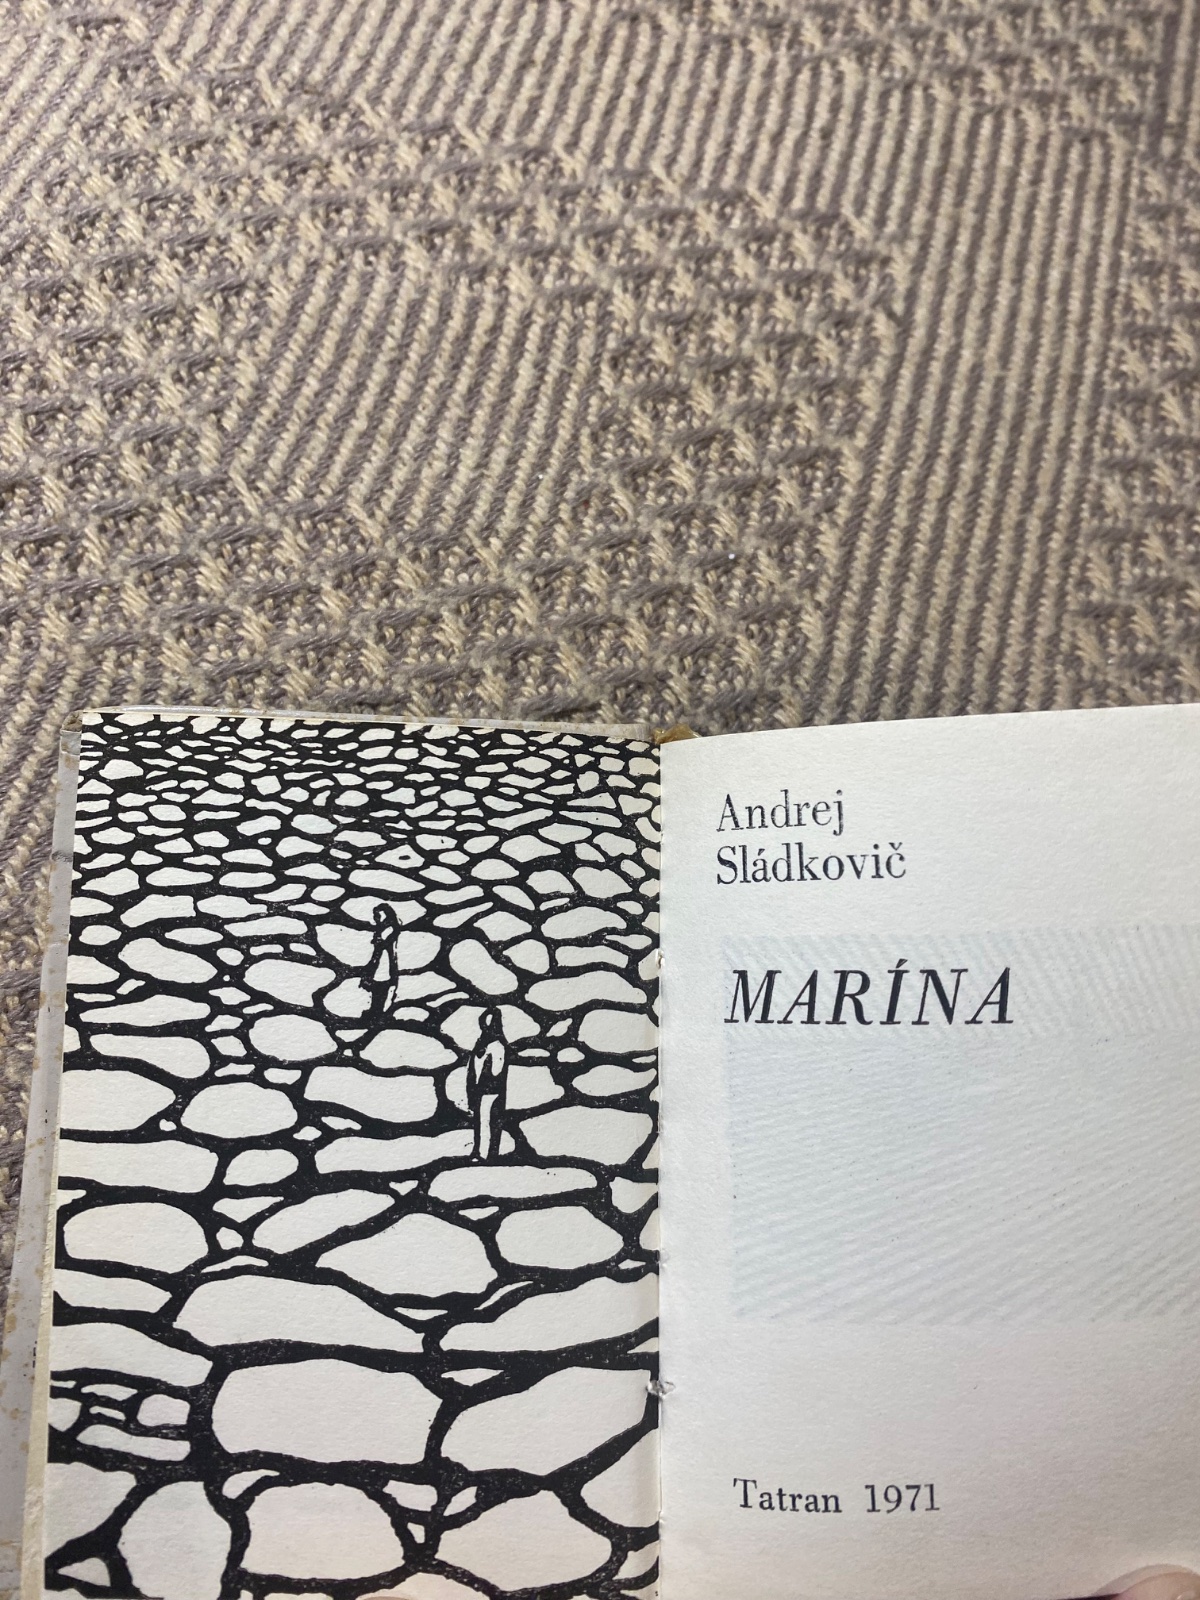 Andrej
Sládkovič
MARÍNA
Tatran 1971